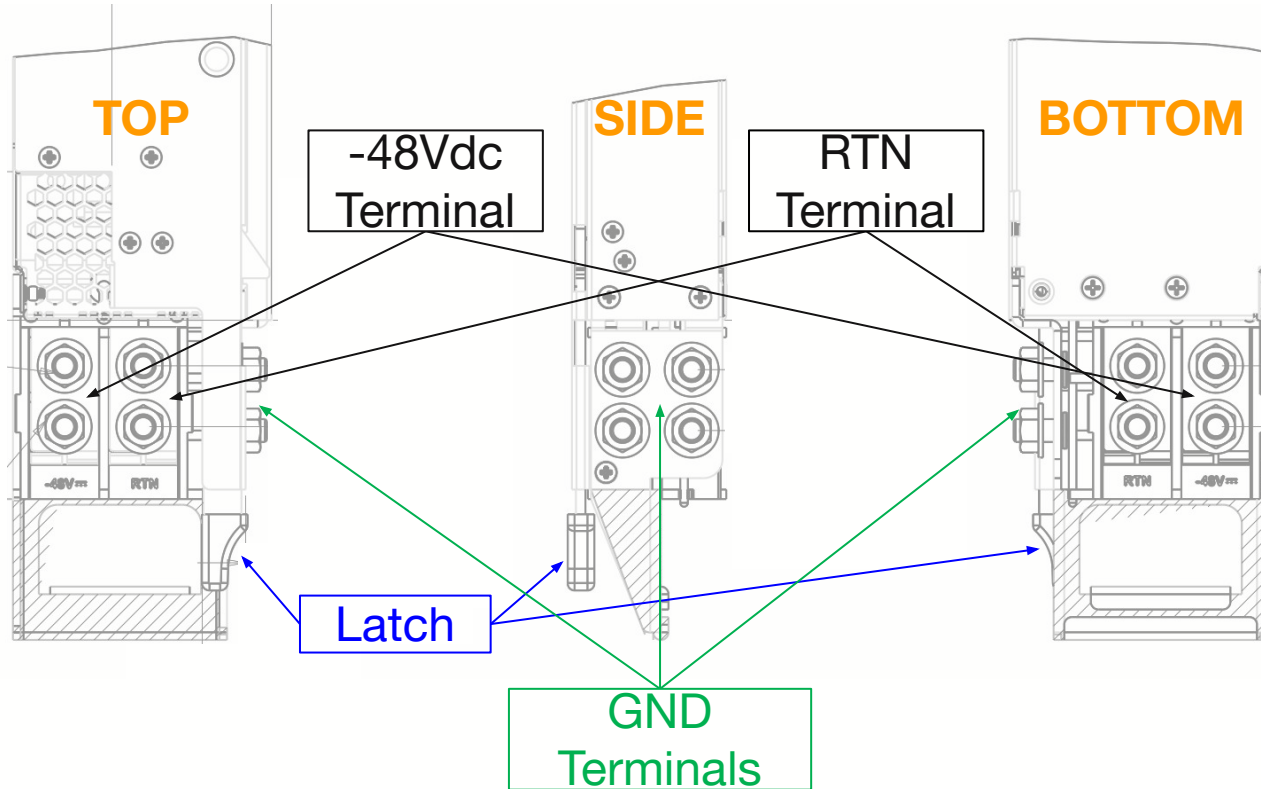 TOP
SIDE
BOTTOM
-48Vdc
Terminal
RTN
Terminal
-48V⎓
RTN
RTN
-48V⎓
Latch
GND
Terminals